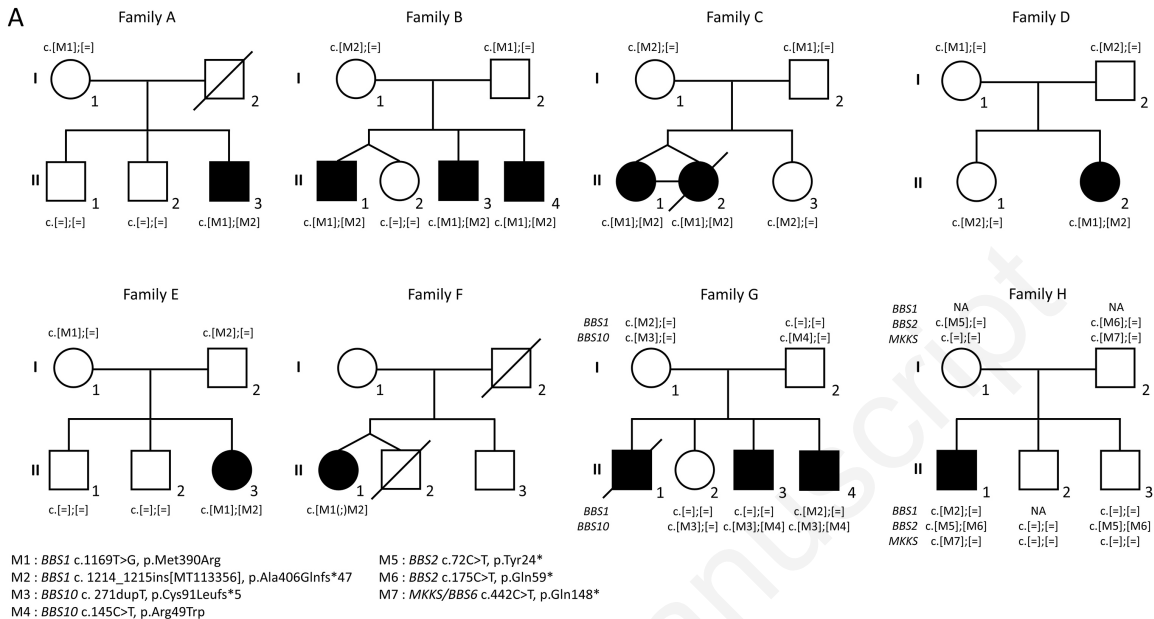 A
Family A Family B Family C Family D
c.[M1];[=] c.[M2];[=] c.[M1];[=] c.[M2];[=] c.[M1];[=] c.[M1];[=] c.[M2];[=]
I 1 2 I 1 2 I 1 2 I 1 2
II 1 2 3 II 1 2 3 4 II 1 2 3 II 1 2
c.[=];[=] c.[=];[=] c.[M1];[M2] c.[M1];[M2] c.[=];[=] c.[M1];[M2] c.[M1];[M2] c.[M1];[M2] c.[M1];[M2] c.[M2];[=] c.[M2];[=] c.[M1];[M2]
Family E Family F Family G Family H
BBS1 NA NA
c.[M1];[=] c.[M2];[=] BBS1 c.[M2];[=] c.[=];[=] BBS2 c.[M5];[=] c.[M6];[=]
BBS10 c.[M3];[=] c.[M4];[=] MKKS c.[=];[=] c.[M7];[=]
I 1 2 I 1 2 I 1 2 I 1 2
II 1 2 3 II 1 2 3 II 1 2 3 4 II 1 2 3
c.[=];[=] c.[=];[=] c.[M1];[M2] c.[M1(;)M2] BBS1 c.[=];[=] c.[=];[=] c.[M2];[=] BBS1 c.[M2];[=] NA c.[=];[=]
BBS10 c.[M3];[=] c.[M3];[M4] c.[M3];[M4] BBS2 c.[M5];[M6] c.[=];[=] c.[M5];[M6]
MKKS c.[M7];[=] c.[=];[=] c.[=];[=]
M1 : BBS1 c.1169T>G, p.Met390Arg
M2 : BBS1 c. 1214_1215ins[MT113356], p.Ala406Glnfs*47
M3 : BBS10 c. 271dupT, p.Cys91Leufs*5
M4 : BBS10 c.145C>T, p.Arg49Trp
M5 : BBS2 c.72C>T, p.Tyr24*
M6 : BBS2 c.175C>T, p.Gln59*
M7 : MKKS/BBS6 c.442C>T, p.Gln148*